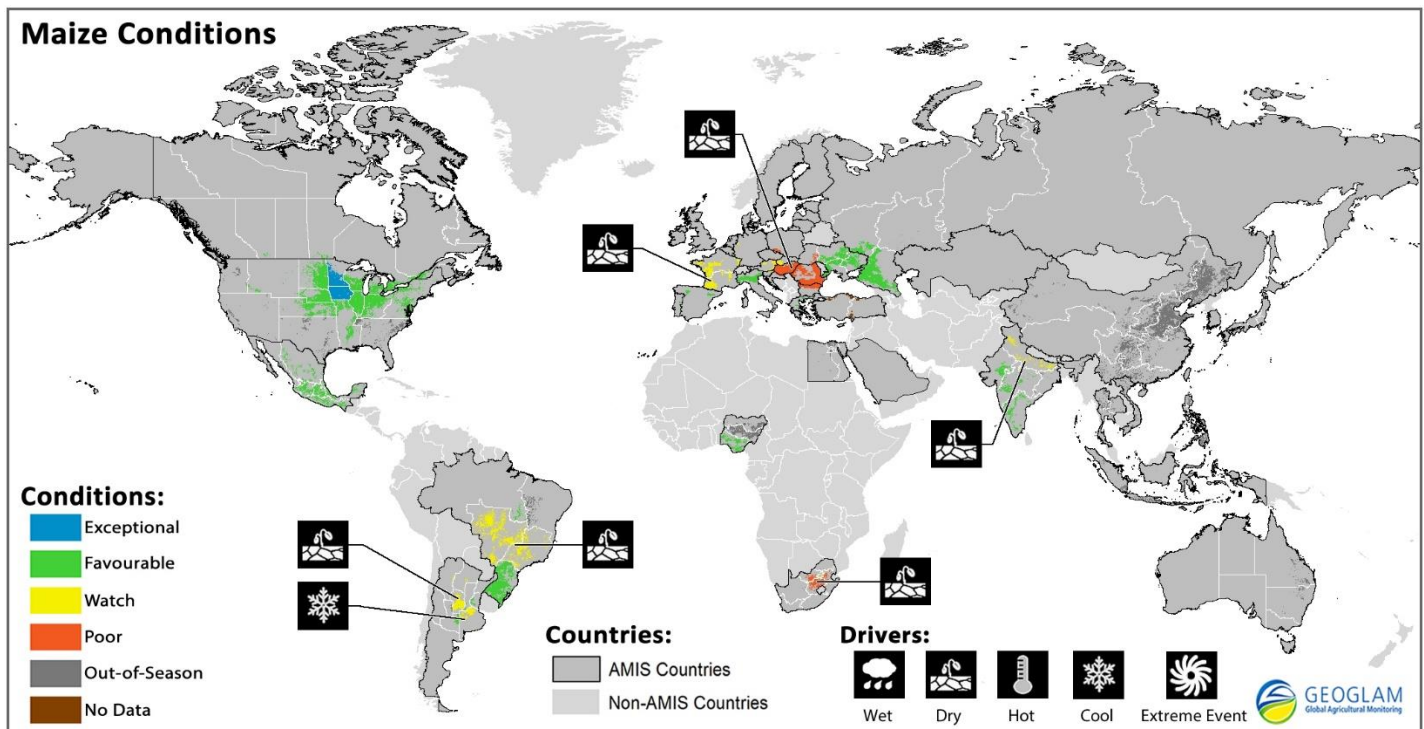 Maize Conditions
Conditions:
Exceptional
Favourable
Watch
Poor
Out-of-Season
No Data
Countries:
AMIS Countries
Non-AMIS Countries
Drivers:
Wet
Dry
Hot
Cool
Extreme Event
GEOGLAM
Global Agricultural Monitoring